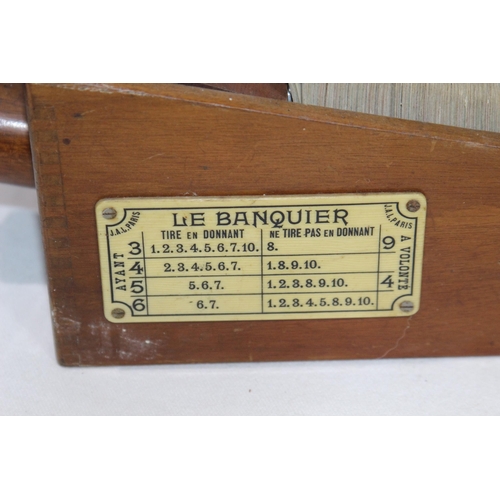 J.A.L. PARIS
J.A.L. PARIS
LE BANQUIER
TIRE EN DONNANT
NE TIRE-PAS EN DONNANT
AYANT
3 1.2.3.4.5.6.7.10. 8.
4 2.3.4.5.6.7. 1.8.9.10.
5 5.6.7. 1.2.3.8.9.10.
6 6.7. 1.2.3.4.5.8.9.10.
9
4
A VOLONTÉ